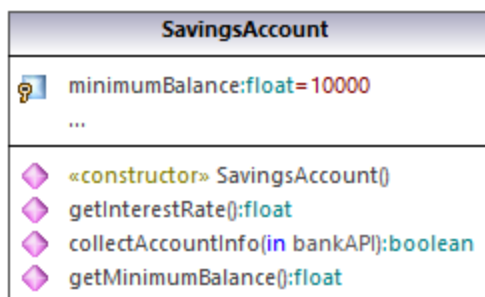 SavingsAccount
minimumBalance:float=10000
...
«constructor» SavingsAccount()
getInterestRate():float
collectAccountInfo(in bankAPI):boolean
getMinimumBalance():float